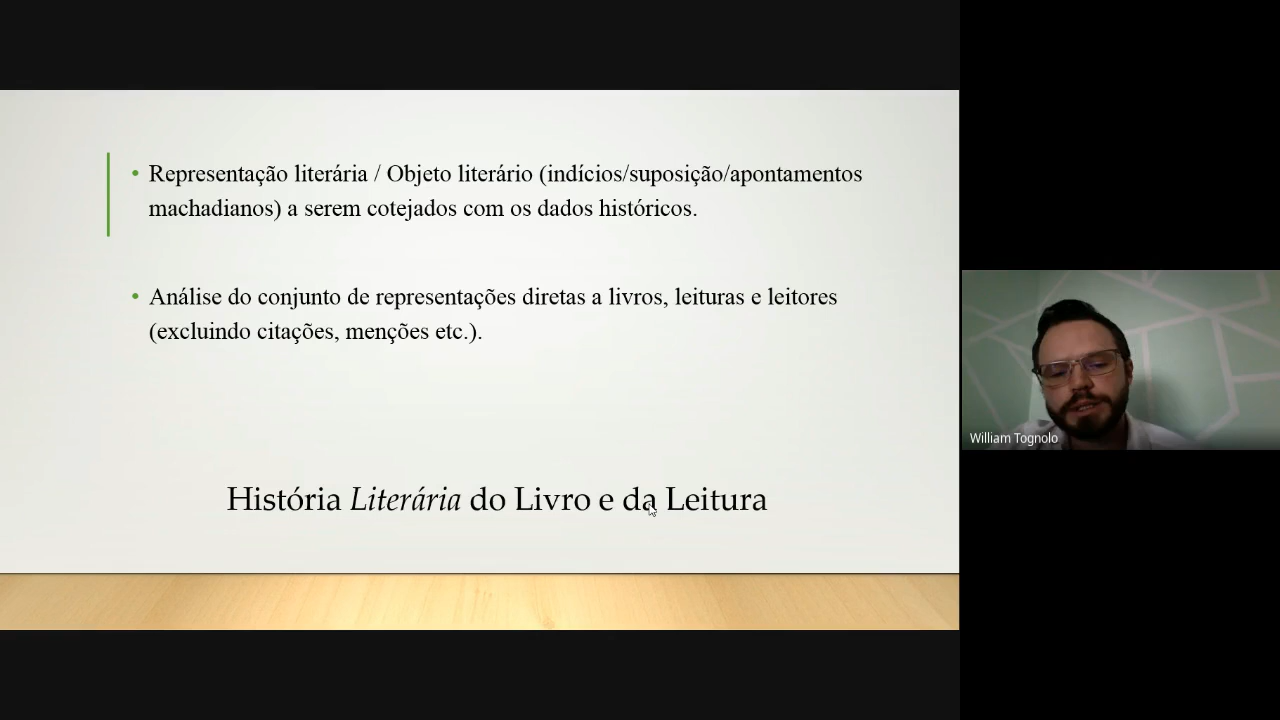 • Representação literária / Objeto literário (indícios/suposição/apontamentos
machadianos) a serem cotejados com os dados históricos.
• Análise do conjunto de representações diretas a livros, leituras e leitores
(excluindo citações, menções etc.).
História Literária do Livro e da Leitura
William Tognolo